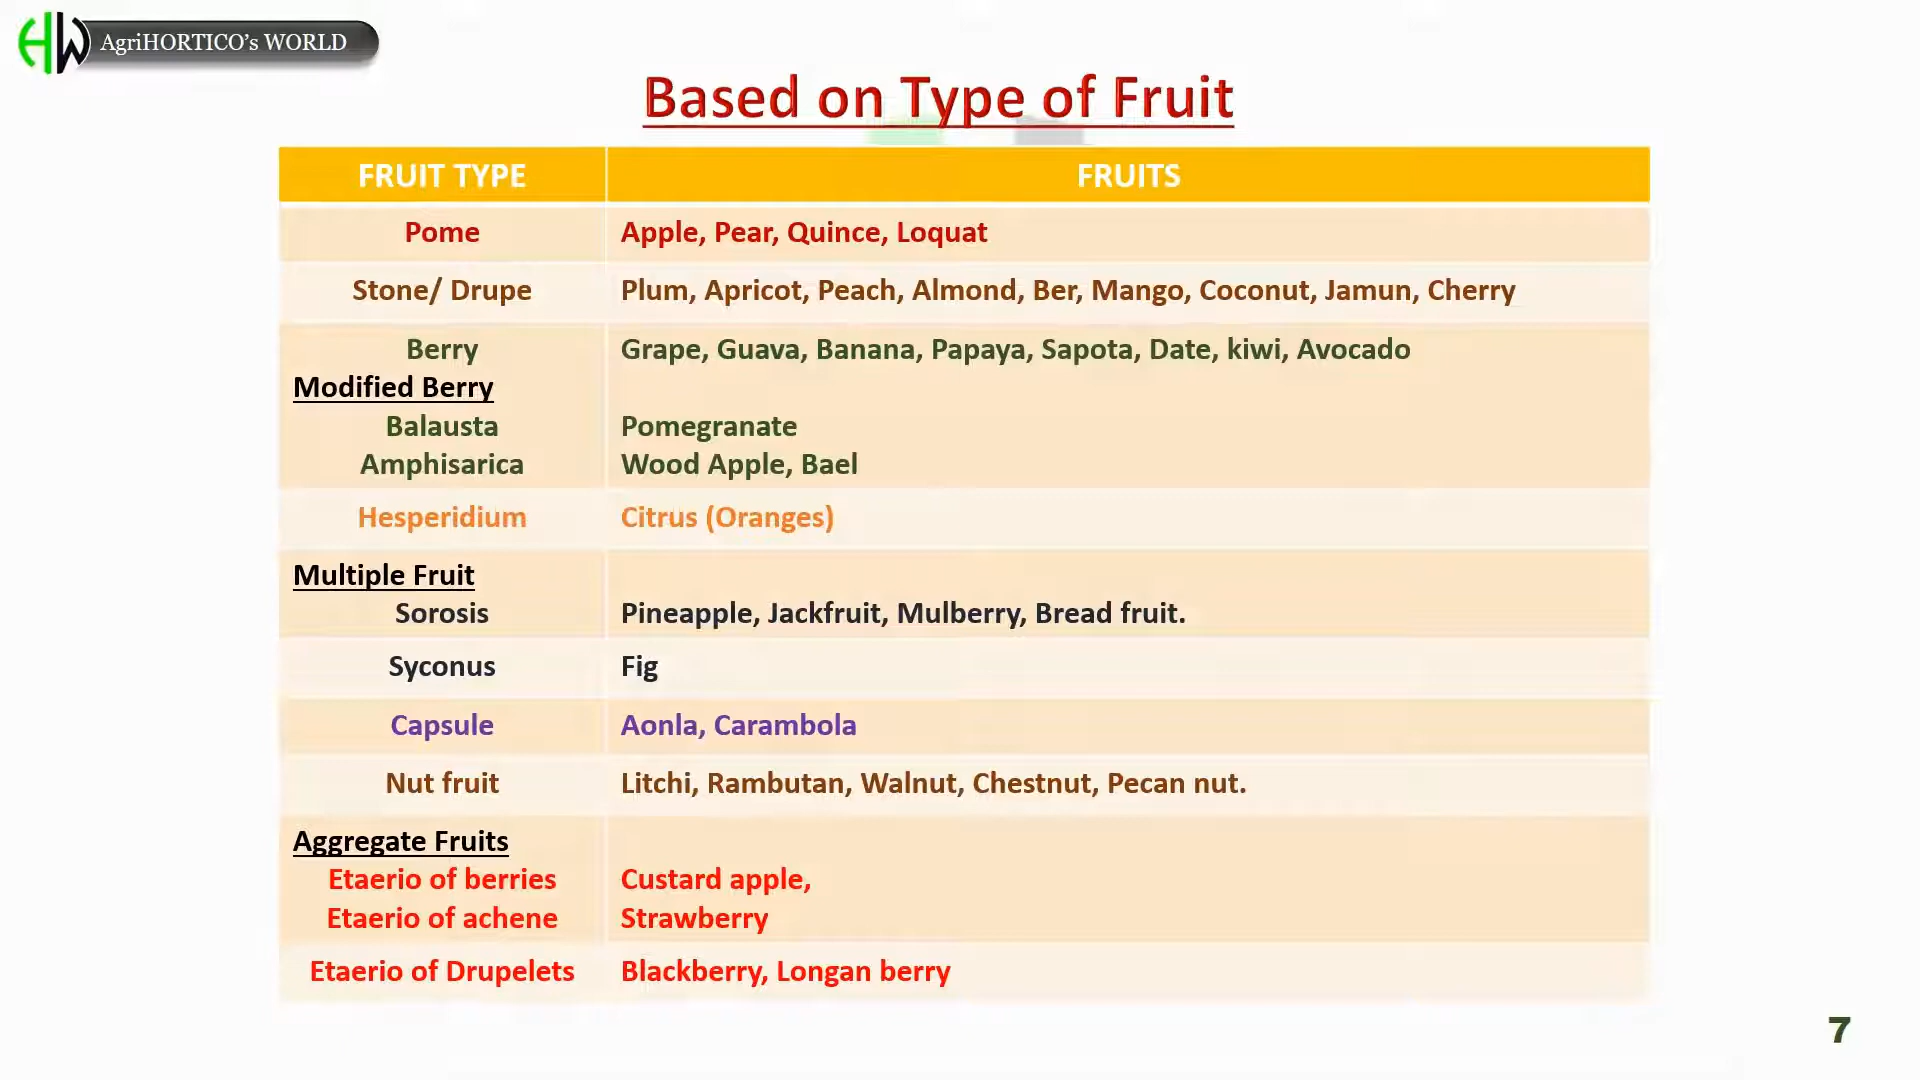 AgriHORTICO's WORLD
Based on Type of Fruit
FRUIT TYPE FRUITS
Pome Apple, Pear, Quince, Loquat
Stone/ Drupe Plum, Apricot, Peach, Almond, Ber, Mango, Coconut, Jamun, Cherry
Berry Grape, Guava, Banana, Papaya, Sapota, Date, kiwi, Avocado
Modified Berry
Balausta Pomegranate
Amphisarica Wood Apple, Bael
Hesperidium Citrus (Oranges)
Multiple Fruit
Sorosis Pineapple, Jackfruit, Mulberry, Bread fruit.
Syconus Fig
Capsule Aonla, Carambola
Nut fruit Litchi, Rambutan, Walnut, Chestnut, Pecan nut.
Aggregate Fruits
Etaerio of berries Custard apple,
Etaerio of achene Strawberry
Etaerio of Drupelets Blackberry, Longan berry
7